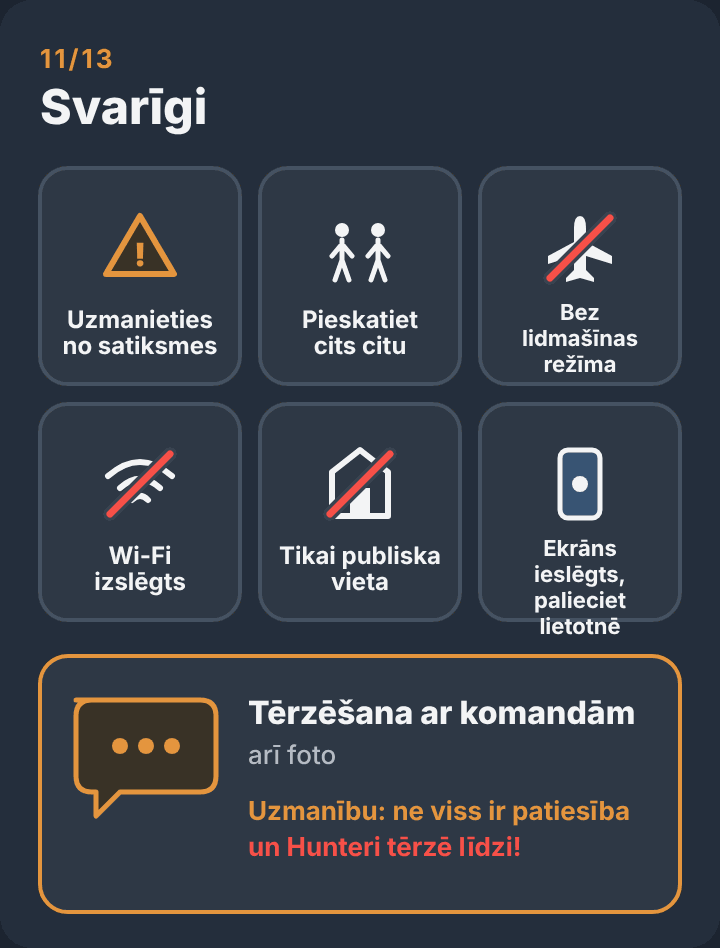 11/13
Svarīgi
Uzmanieties
no satiksmes
Pieskatiet
cits citu
Bez
lidmašīnas
režīma
Wi-Fi
izslēgts
Tikai publiska
vieta
Ekrāns
ieslēgts,
palieciet
lietotnē
Tērzēšana ar komandām
arī foto
Uzmanību: ne viss ir patiesība
un Hunteri tērzē līdzi!